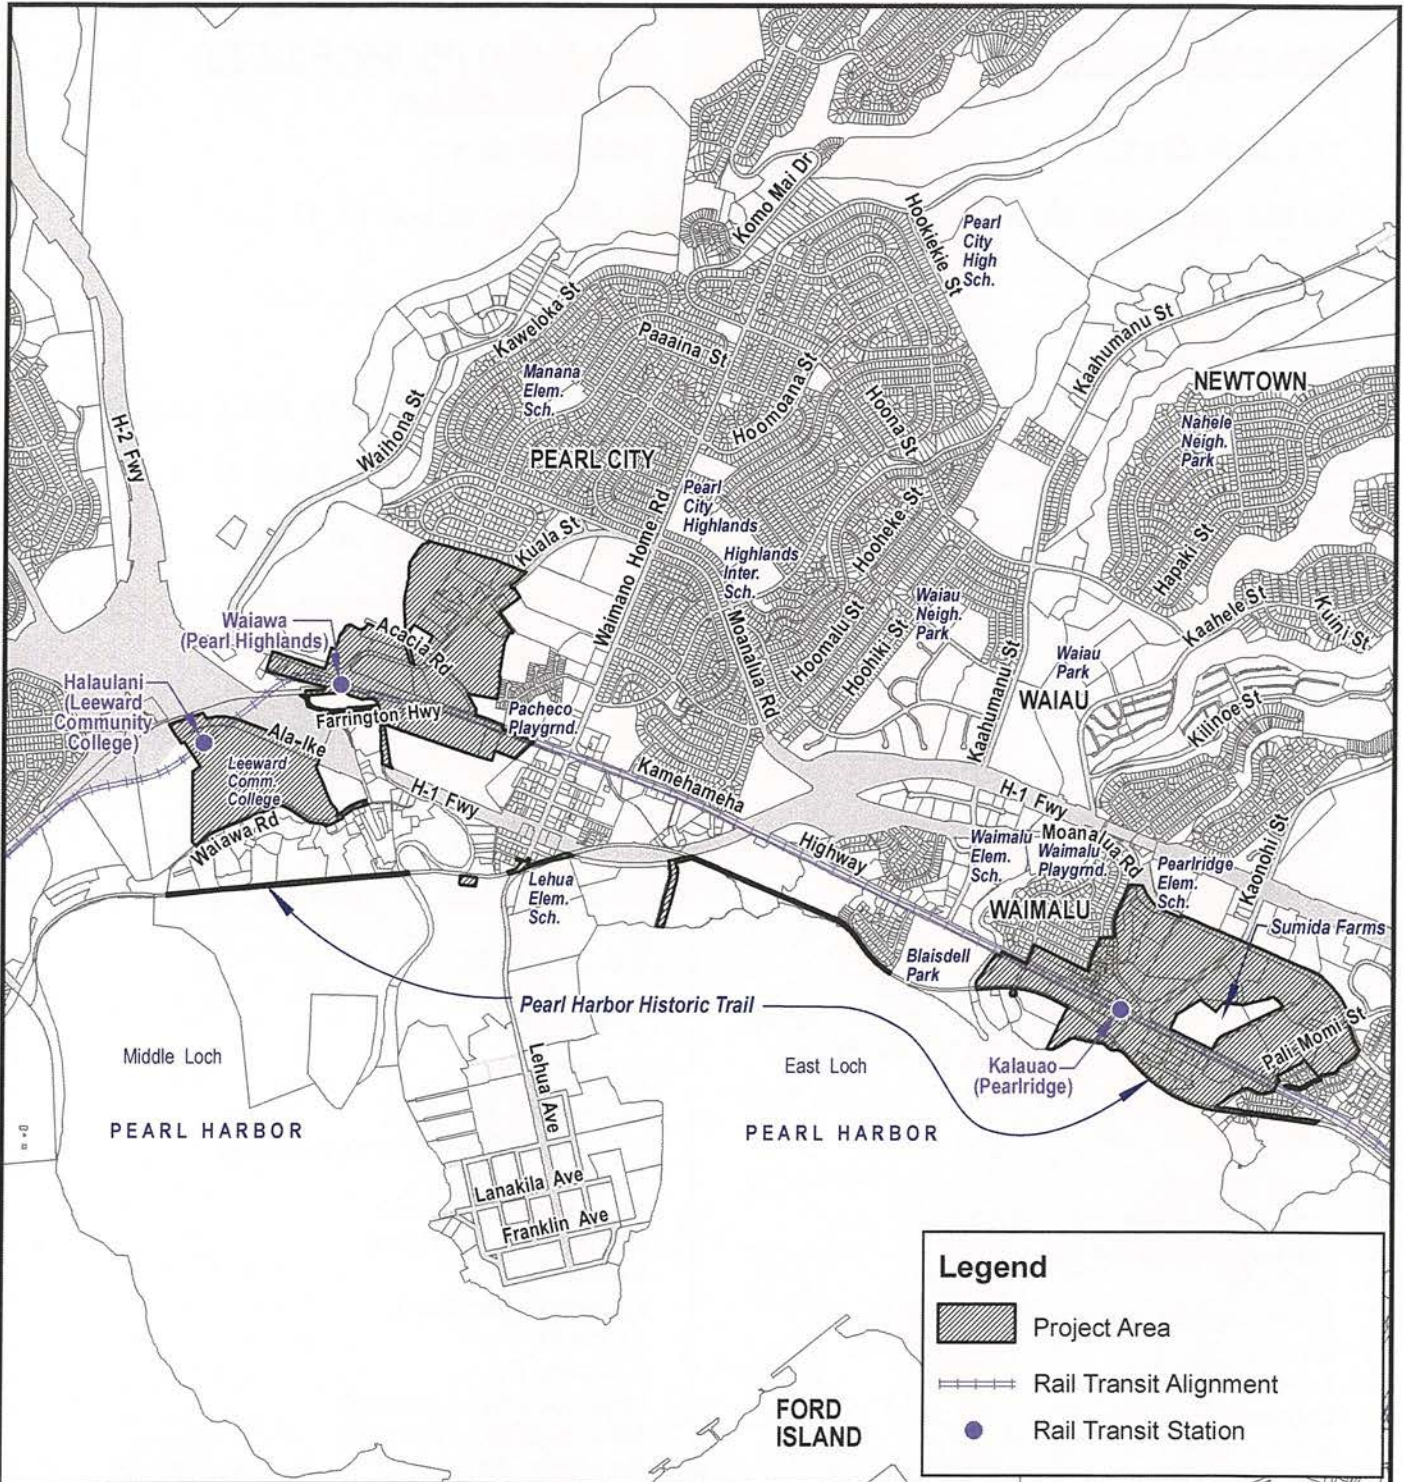 Komo Mai Dr
Hookiekie St
Pearl
City
High
Sch.
Kaweloka St
Paaaina St
Kaahumanu St
Manana
Elem.
Sch.
Hoomoana St
NEWTOWN
Hoona St
Nahele
Neigh.
Park
H-2 Fwy
Waihona St
PEARL CITY
Pearl
City
Highlands
Waimano Home Rd
Kuala St
Highlands
Inter.
Sch.
Hooheke St
Hapaki St
Waiau
Neigh.
Park
Kaahele St
Kuini St
Waiawa
(Pearl Highlands)
Acacia Rd
Moanalua Rd
Hoomalu St
Hoohiki St
Waiau
Park
Kaahumanu St
WAIAU
Halaulani
(Leeward
Community
College)
Farrington Hwy
Pacheco
Playgrnd.
Kilinoe St
Ala-Ike
Leeward
Comm.
College
H-1 Fwy
Kamehameha
Highway
H-1 Fwy
Waiawa Rd
Waimalu
Elem.
Sch.
Moanalua Rd
Waimalu
Playgrnd.
Pearlridge
Elem.
Sch.
Kaonohi St
Lehua
Elem.
Sch.
WAIMALU
Sumida Farms
Blaisdell
Park
Pearl Harbor Historic Trail
Pali-Momi St
Middle Loch
Lehua Ave
East Loch
Kalauao
(Pearlridge)
PEARL HARBOR
PEARL HARBOR
Lanakila Ave
Franklin Ave
FORD
ISLAND
Legend
Project Area
Rail Transit Alignment
Rail Transit Station